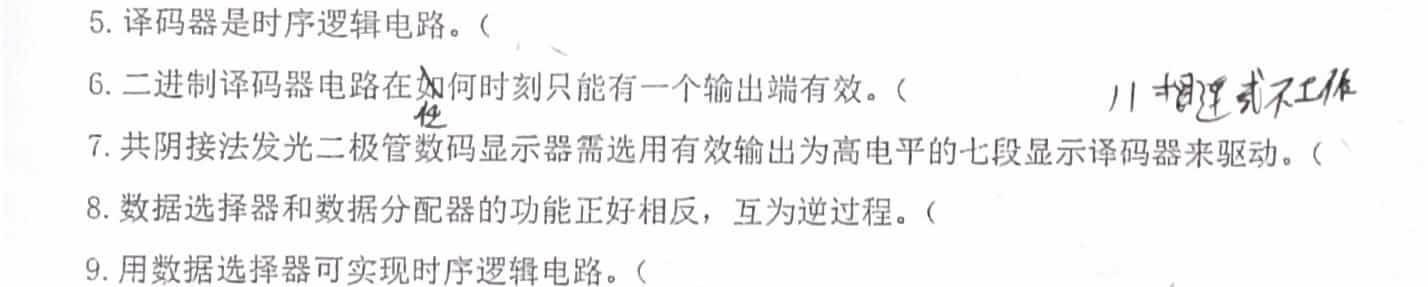 5. 译码器是时序逻辑电路。(
6. 二进制译码器电路在如何时刻只能有一个输出端有效。(
任
不工作
7. 共阴接法发光二极管数码显示器需选用有效输出为高电平的七段显示译码器来驱动。(
8. 数据选择器和数据分配器的功能正好相反，互为逆过程。(
9. 用数据选择器可实现时序逻辑电路。(